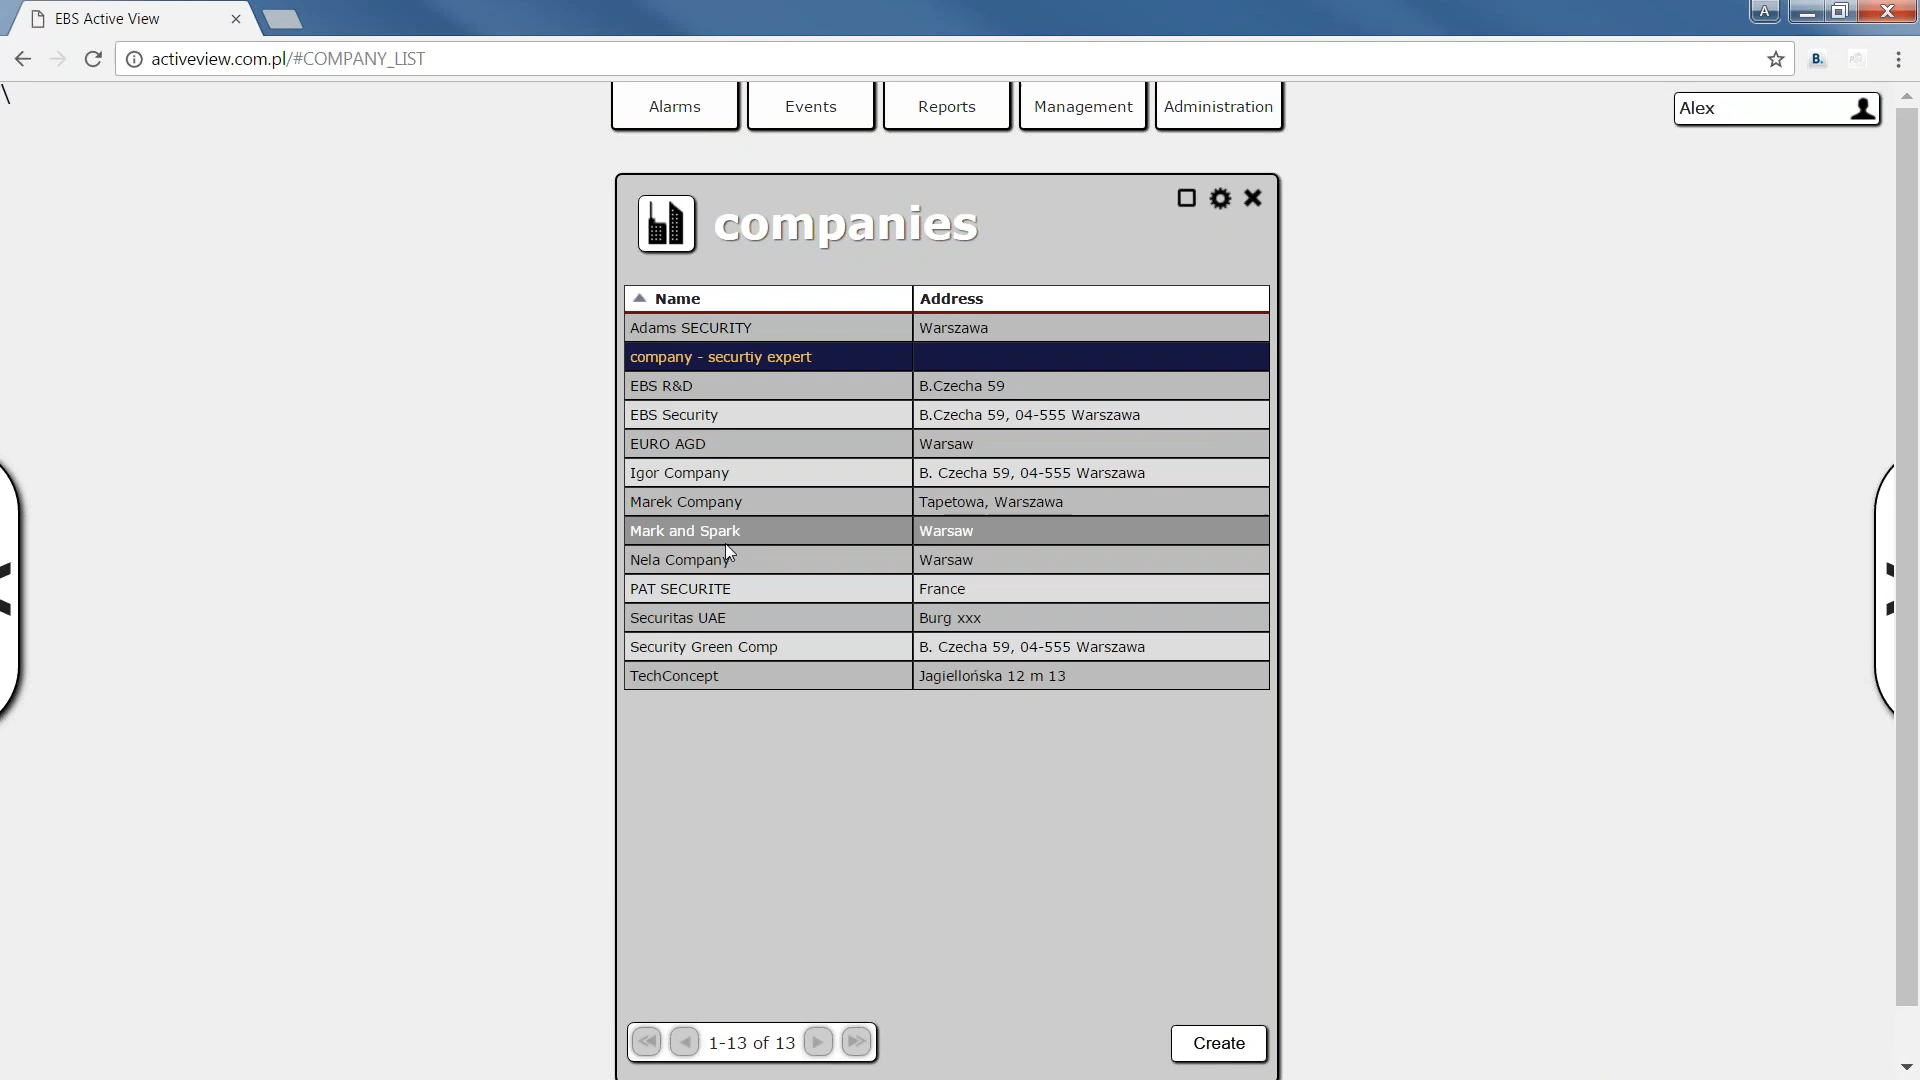 EBS Active View
A
activeview.com.pl/#COMPANY_LIST
B.
\
Alarms Events Reports Management Administration
Alex
companies
Name Address
Adams SECURITY Warszawa
company - securtiy expert
EBS R&D B.Czecha 59
EBS Security B.Czecha 59, 04-555 Warszawa
EURO AGD Warsaw
Igor Company B. Czecha 59, 04-555 Warszawa
Marek Company Tapetowa, Warszawa
Mark and Spark Warsaw
Nela Company Warsaw
PAT SECURITE France
Securitas UAE Burg xxx
Security Green Comp B. Czecha 59, 04-555 Warszawa
TechConcept Jagiellońska 12 m 13
1-13 of 13
Create